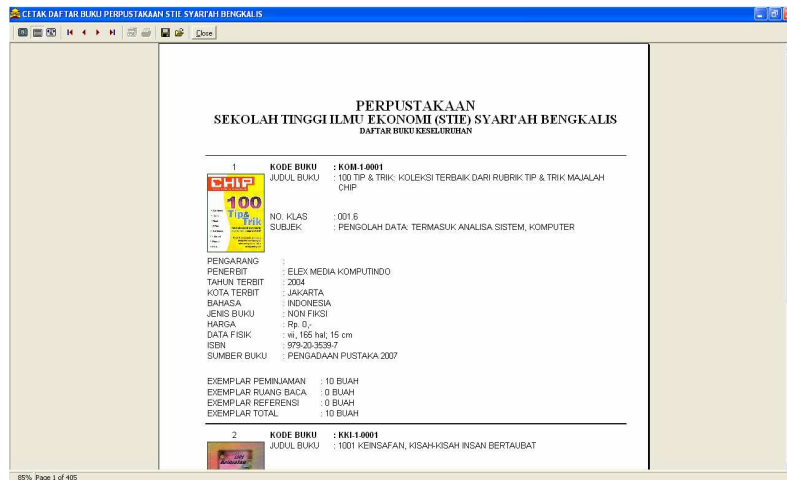 CETAK DAFTAR BUKU PERPUSTAKAAN STIE SYARI'AH BENGKALIS
Close
PERPUSTAKAAN
SEKOLAH TINGGI ILMU EKONOMI (STIE) SYARI'AH BENGKALIS
DAFTAR BUKU KESELURUHAN
1 KODE BUKU : KOM-1-0001
JUDUL BUKU : 100 TIP & TRIK: KOLEKSI TERBAIK DARI RUBRIK TIP & TRIK MAJALAH
CHIP
CHIP
100
Tip&
Trik
NO. KLAS : 001.6
SUBJEK : PENGOLAH DATA: TERMASUK ANALISA SISTEM, KOMPUTER
PENGARANG :
PENERBIT : ELEX MEDIA KOMPUTINDO
TAHUN TERBIT : 2004
KOTA TERBIT : JAKARTA
BAHASA : INDONESIA
JENIS BUKU : NON FIKSI
HARGA : Rp. 0,-
DATA FISIK : vii, 165 hal; 15 cm
ISBN : 979-20-3539-7
SUMBER BUKU : PENGADAAN PUSTAKA 2007
EXEMPLAR PEMINJAMAN : 10 BUAH
EXEMPLAR RUANG BACA : 0 BUAH
EXEMPLAR REFERENSI : 0 BUAH
EXEMPLAR TOTAL : 10 BUAH
2 KODE BUKU : KKI-1-0001
JUDUL BUKU : 1001 KEINSAFAN, KISAH-KISAH INSAN BERTAUBAT
85% Page 1 of 405